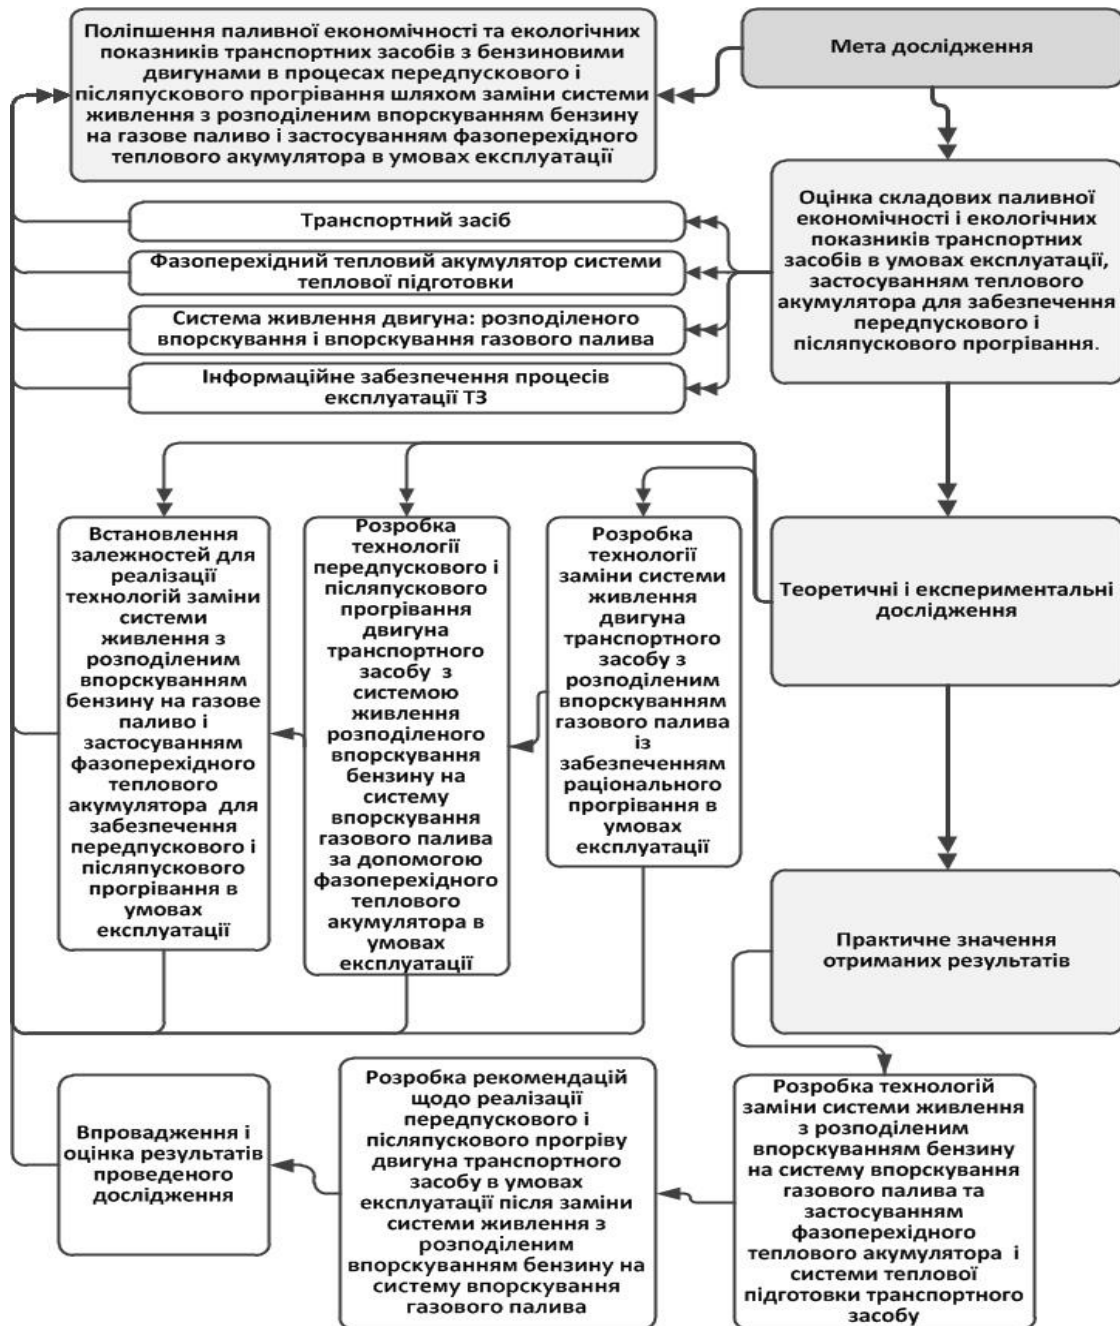 Поліпшення паливної економічності та екологічних
показників транспортних засобів з бензиновими
двигунами в процесах передпускового і
післяпускового прогрівання шляхом заміни системи
живлення з розподіленим впорскуванням бензину
на газове паливо і застосуванням фазоперехідного
теплового акумулятора в умовах експлуатації
Мета дослідження
Оцінка складових паливної
економічності і екологічних
показників транспортних
засобів в умовах експлуатації,
застосуванням теплового
акумулятора для забезпечення
передпускового і
післяпускового прогрівання.
Транспортний засіб
Фазоперехідний тепловий акумулятор системи
теплової підготовки
Система живлення двигуна: розподіленого
впорскування і впорскування газового палива
Інформаційне забезпечення процесів
експлуатації ТЗ
Встановлення
залежностей для
реалізації
технологій заміни
системи
живлення з
розподіленим
впорскуванням
бензину на газове
паливо і
застосуванням
фазоперехідного
теплового
акумулятора для
забезпечення
передпускового і
післяпускового
прогрівання в
умовах
експлуатації
Розробка
технології
передпускового і
післяпускового
прогрівання
двигуна
транспортного
засобу з
системою
живлення
розподіленого
впорскування
бензину на
систему
впорскування
газового палива
за допомогою
фазоперехідного
теплового
акумулятора в
умовах
експлуатації
Розробка
технології
заміни системи
живлення
двигуна
транспортного
засобу з
розподіленим
впорскуванням
газового палива
із
забезпеченням
раціонального
прогрівання в
умовах
експлуатації
Теоретичні і експериментальні
дослідження
Практичне значення
отриманих результатів
Впровадження і
оцінка результатів
проведеного
дослідження
Розробка рекомендацій
щодо реалізації
передпускового і
післяпускового прогріву
двигуна транспортного
засобу в умовах
експлуатації після заміни
системи живлення з
розподіленим
впорскуванням бензину на
систему впорскування
газового палива
Розробка технологій
заміни системи живлення
з розподіленим
впорскуванням бензину
на систему впорскування
газового палива та
застосуванням
фазоперехідного
теплового акумулятора і
системи теплової
підготовки транспортного
засобу